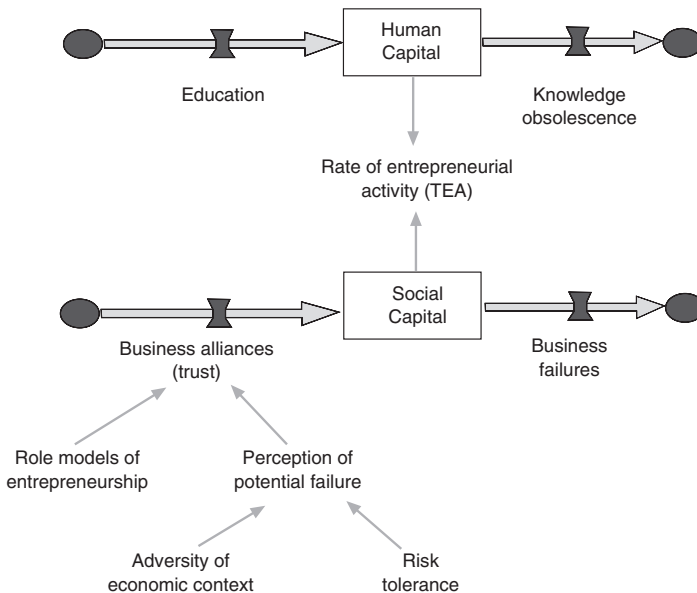 Human
Capital
Education
Knowledge
obsolescence
Rate of entrepreneurial
activity (TEA)
Social
Capital
Business alliances
(trust)
Business
failures
Role models of
entrepreneurship
Perception of
potential failure
Adversity of
economic context
Risk
tolerance